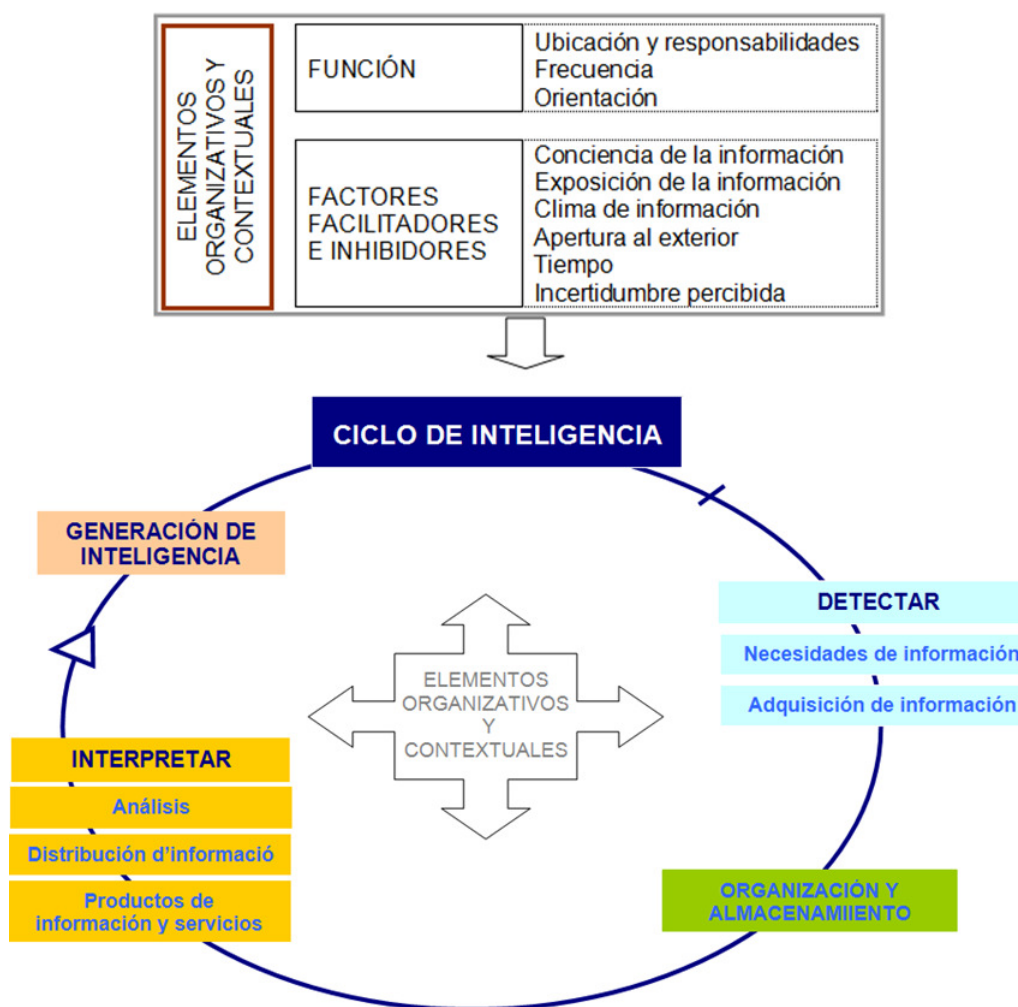 ELEMENTOS
ORGANIZATIVOS Y
CONTEXTUALES
FUNCIÓN
Ubicación y responsabilidades
Frecuencia
Orientación
FACTORES
FACILITADORES
E INHIBIDORES
Conciencia de la información
Exposición de la información
Clima de información
Apertura al exterior
Tiempo
Incertidumbre percibida
CICLO DE INTELIGENCIA
GENERACIÓN DE
INTELIGENCIA
DETECTAR
Necesidades de información
Adquisición de información
ELEMENTOS
ORGANIZATIVOS
Y
CONTEXTUALES
INTERPRETAR
Análisis
Distribución d'informació
Productos de
información y servicios
ORGANIZACIÓN Y
ALMACENAMIIENTO